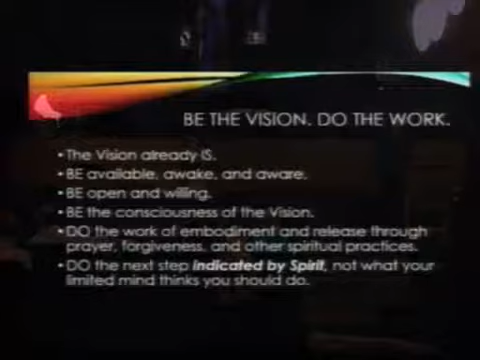 BE THE VISION. DO THE WORK.
• The Vision already IS.
• BE available, awake, and aware.
• BE open and willing.
• BE the consciousness of the Vision.
• DO the work of embodiment and release through
prayer, forgiveness, and other spiritual practices.
• DO the next step indicated by Spirit, not what your
limited mind thinks you should do.